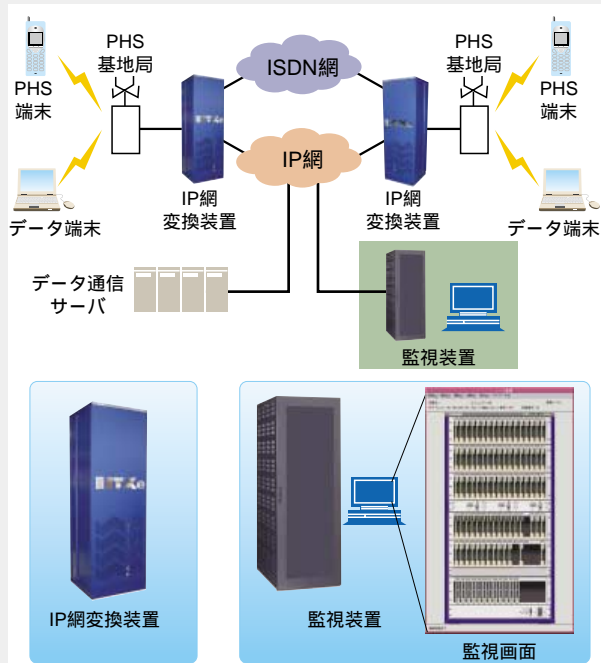 PHS
基地局
ISDN網
PHS
基地局
PHS
端末
PHS
端末
IP網
IP網
変換装置
IP網
変換装置
データ端末
データ端末
データ通信
サーバ
監視装置
IP網変換装置
監視装置
監視画面